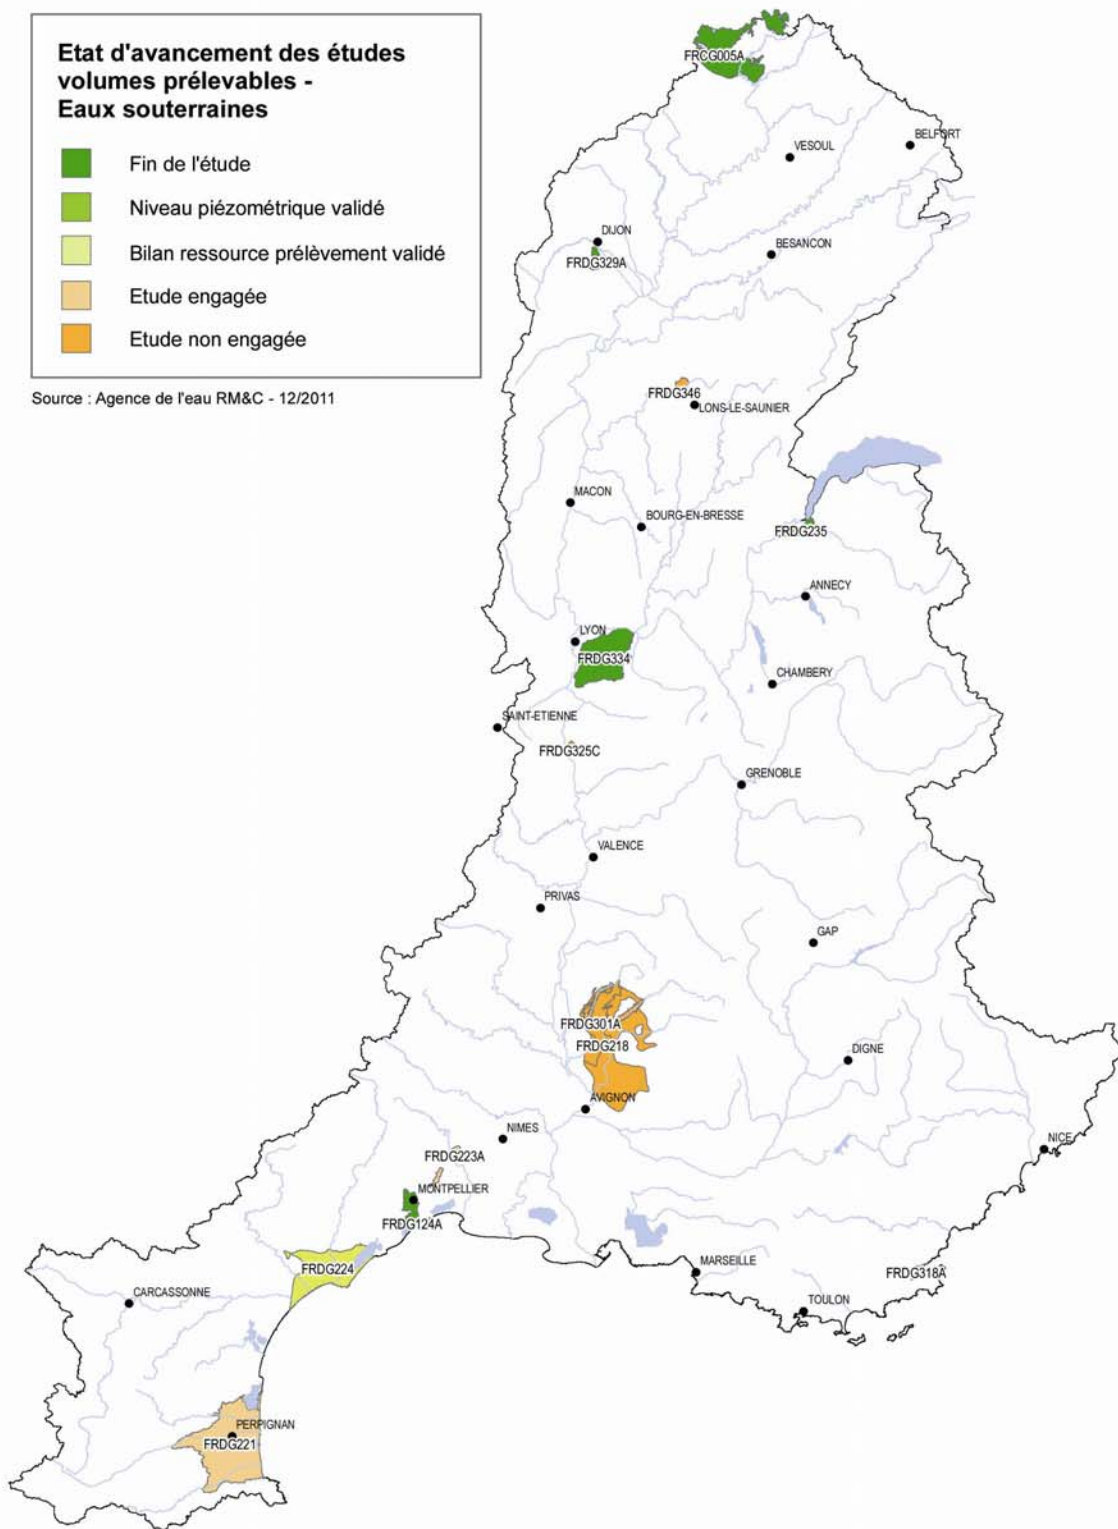 Etat d'avancement des études
volumes prélevables -
Eaux souterraines
Fin de l'étude
Niveau piézométrique validé
Bilan ressource prélèvement validé
Etude engagée
Etude non engagée
Source : Agence de l'eau RM&C - 12/2011
FRCG005A
BELFORT
VESOUL
DIJON
BESANCON
FRDG329A
FRDG346
LONS-LE-SAUNIER
MACON
BOURG-EN-BRESSE
FRDG235
ANNECY
LYON
FRDG334
CHAMBERY
SAINT-ETIENNE
FRDG325C
GRENOBLE
VALENCE
PRIVAS
GAP
FRDG301A
FRDG218
DIGNE
AVIGNON
NIMES
NICE
FRDG223A
MONTPELLIER
FRDG124A
MARSEILLE
FRDG224
FRDG318A
CARCASSONNE
TOULON
PERPIGNAN
FRDG221